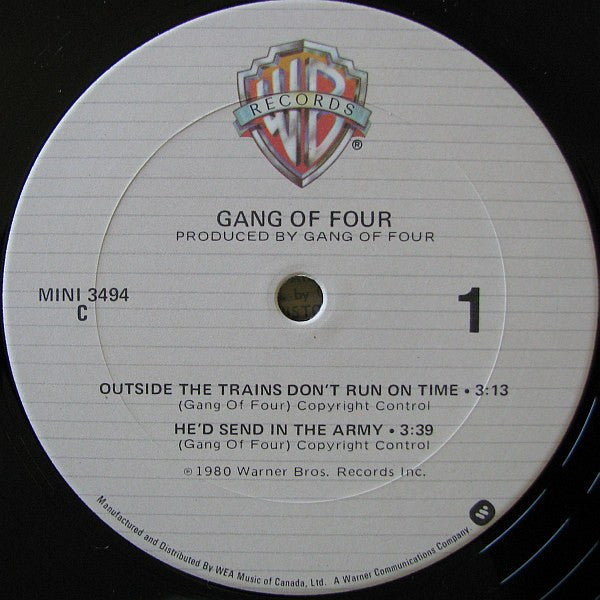 WB
RECORDS
®
GANG OF FOUR
PRODUCED BY GANG OF FOUR
MINI 3494
C
1
by
OUTSIDE THE TRAINS DON'T RUN ON TIME • 3:13
(Gang Of Four) Copyright Control
HE'D SEND IN THE ARMY • 3:39
(Gang Of Four) Copyright Control
℗ 1980 Warner Bros. Records Inc.
Manufactured and Distributed By WEA Music of Canada, Ltd. A Warner Communications Company